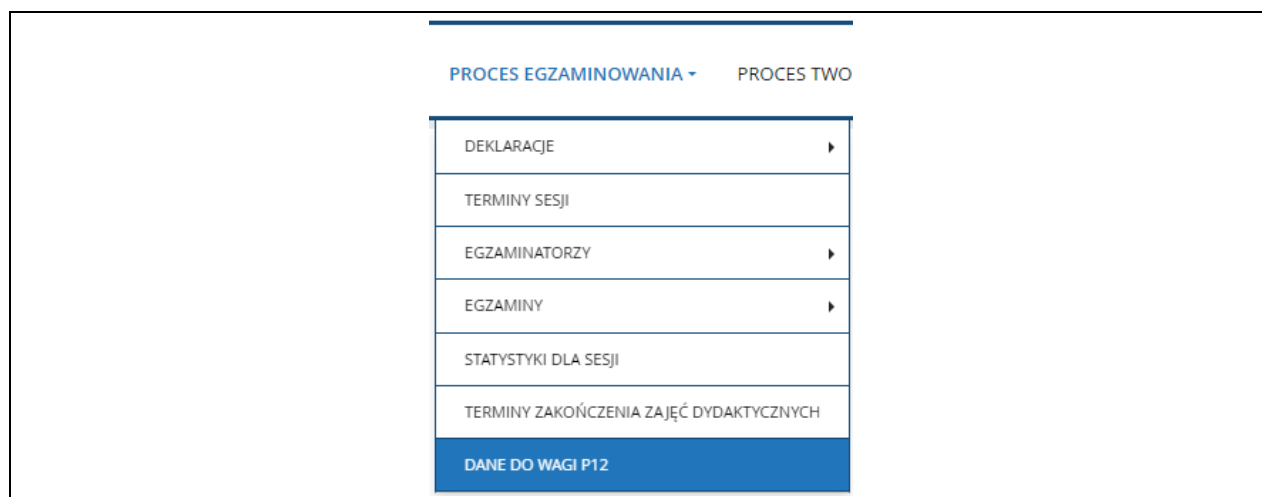 PROCES EGZAMINOWANIA PROCES TWO
DEKLARACJE
TERMINY SESJI
EGZAMINATORZY
EGZAMINY
STATYSTYKI DLA SESJI
TERMINY ZAKOŃCZENIA ZAJĘĆ DYDAKTYCZNYCH
DANE DO WAGI P12